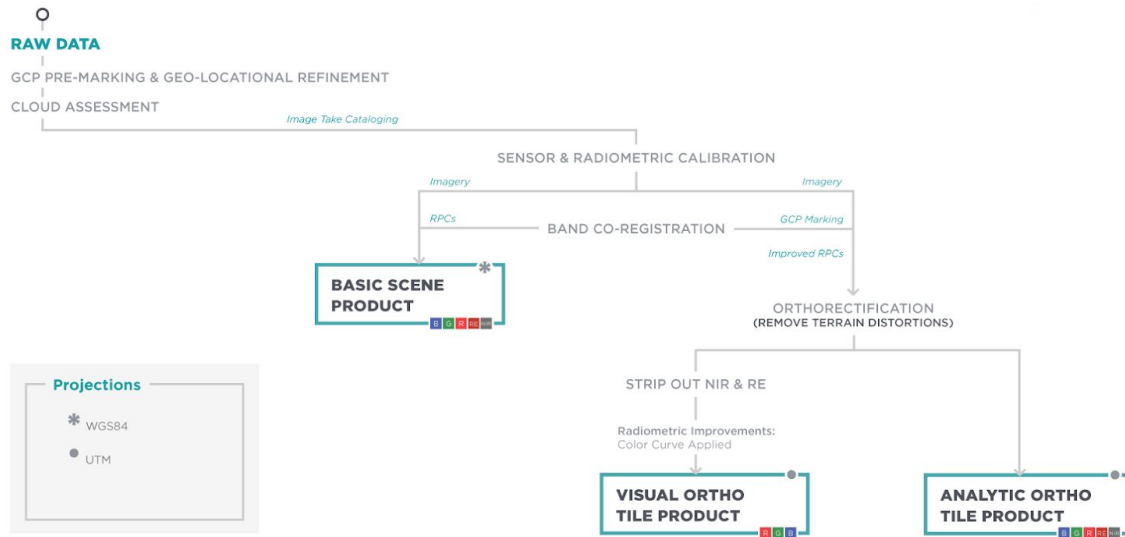 RAW DATA
GCP PRE-MARKING & GEO-LOCATIONAL REFINEMENT
CLOUD ASSESSMENT
Image Take Cataloging
SENSOR & RADIOMETRIC CALIBRATION
Imagery
Imagery
RPCs
BAND CO-REGISTRATION
GCP Marking
Improved RPCs
BASIC SCENE
PRODUCT
B G R RE NIR
ORTHORECTIFICATION
(REMOVE TERRAIN DISTORTIONS)
STRIP OUT NIR & RE
Radiometric Improvements:
Color Curve Applied
Projections
WGS84
UTM
VISUAL ORTHO
TILE PRODUCT
R G B
ANALYTIC ORTHO
TILE PRODUCT
B G R RE NIR